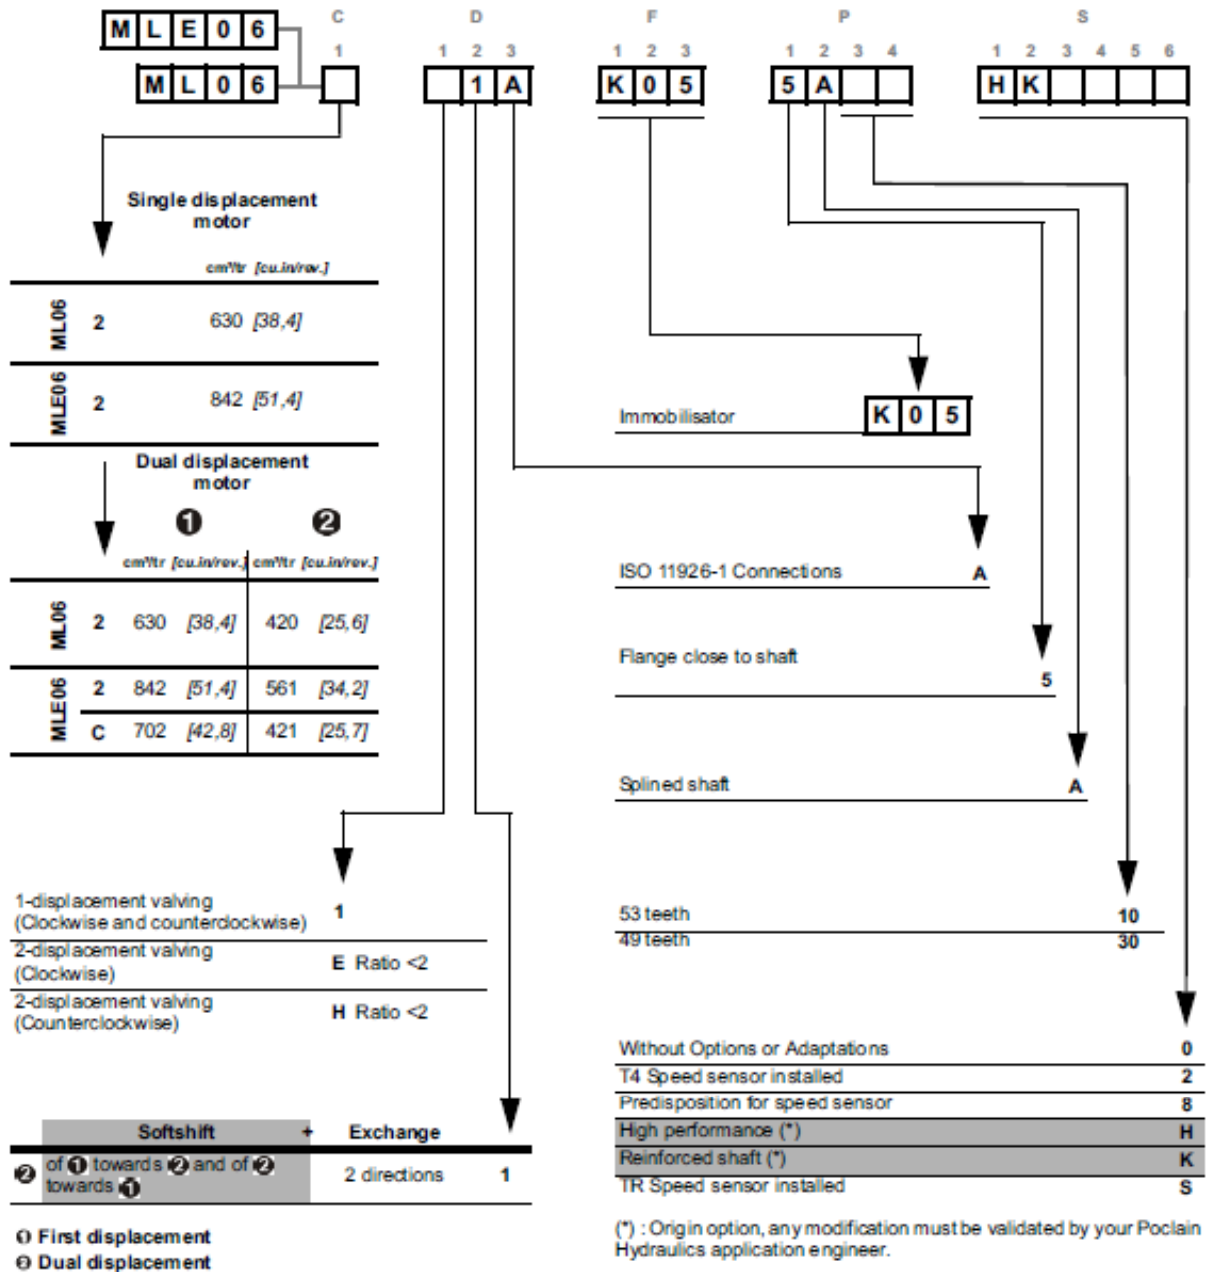 C D F P S
M L E 0 6
1 1 2 3 1 2 3 1 2 3 4 1 2 3 4 5 6
M L 0 6 1 A K 0 5 5 A H K
Single displacement
motor
cm³/tr [cu.in/rev.]
ML06 2 630 [38,4]
MLE06 2 842 [51,4]
Dual displacement
motor
❶ ❷
cm³/tr [cu.in/rev.] cm³/tr [cu.in/rev.]
ML06 2 630 [38,4] 420 [25,6]
MLE06 2 842 [51,4] 561 [34,2]
C 702 [42,8] 421 [25,7]
1-displacement valving
(Clockwise and counterclockwise) 1
2-displacement valving
(Clockwise) E Ratio <2
2-displacement valving
(Counterclockwise) H Ratio <2
Softshift + Exchange
❷ of ❶ towards ❷ and of ❷
towards ❶ 2 directions 1
❶ First displacement
❷ Dual displacement
Immobilisator K 0 5
ISO 11926-1 Connections A
Flange close to shaft
5
Splined shaft A
53 teeth 10
49 teeth 30
Without Options or Adaptations 0
T4 Speed sensor installed 2
Predisposition for speed sensor 8
High performance (*) H
Reinforced shaft (*) K
TR Speed sensor installed S
(*) : Origin option, any modification must be validated by your Poclain
Hydraulics application engineer.